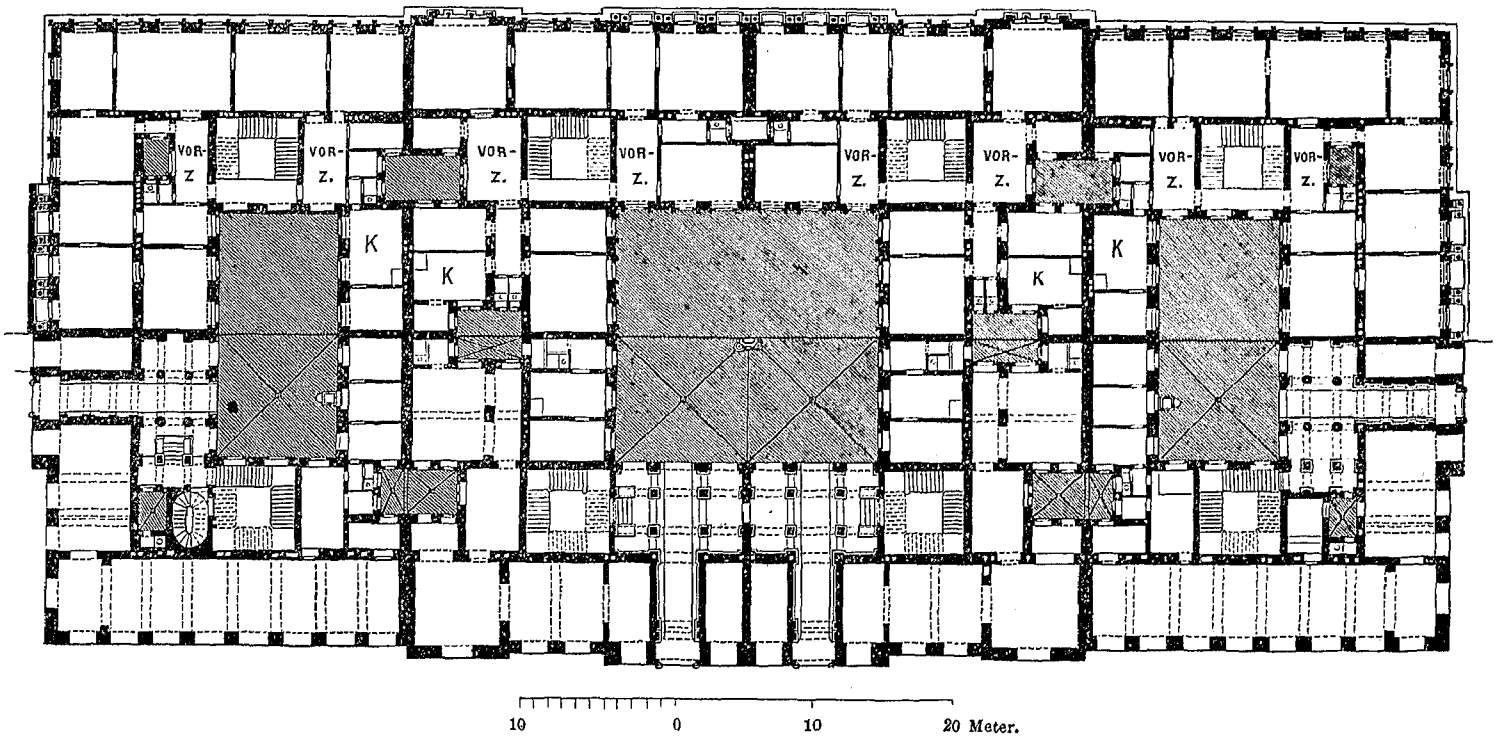 VOR- VOR- VOR- VOR- VOR- VOR- VOR- VOR-
Z. Z. Z. Z. Z. Z. Z. Z.
K K
K K
10 0 10 20 Meter.